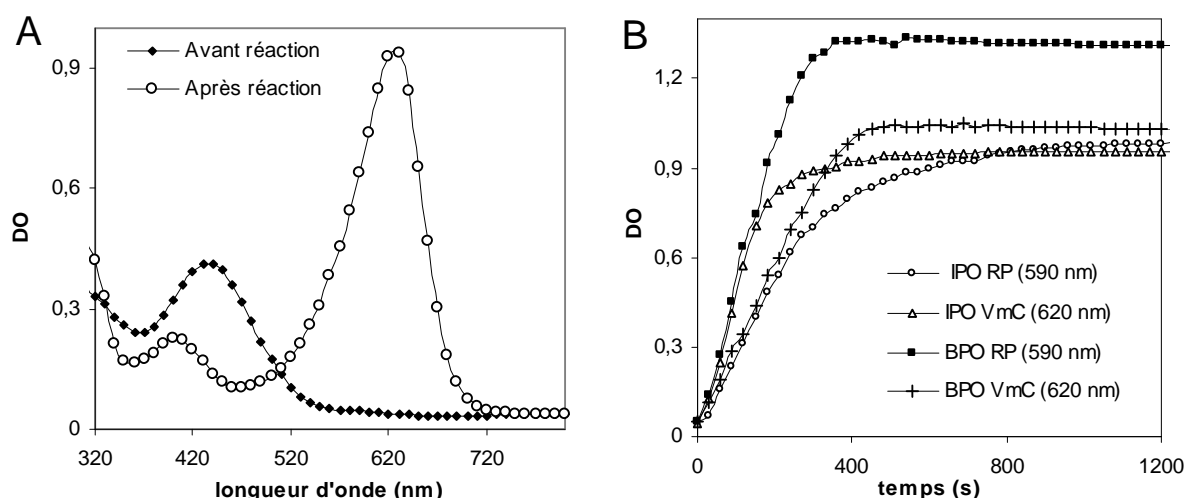 A
Avant réaction
Après réaction
0,9
0,6
0,3
0
DO
320
420
520
620
720
longueur d'onde (nm)
B
1,2
0,9
0,6
0,3
0
DO
IPO RP (590 nm)
IPO VmC (620 nm)
BPO RP (590 nm)
BPO VmC (620 nm)
0
400
800
1200
temps (s)